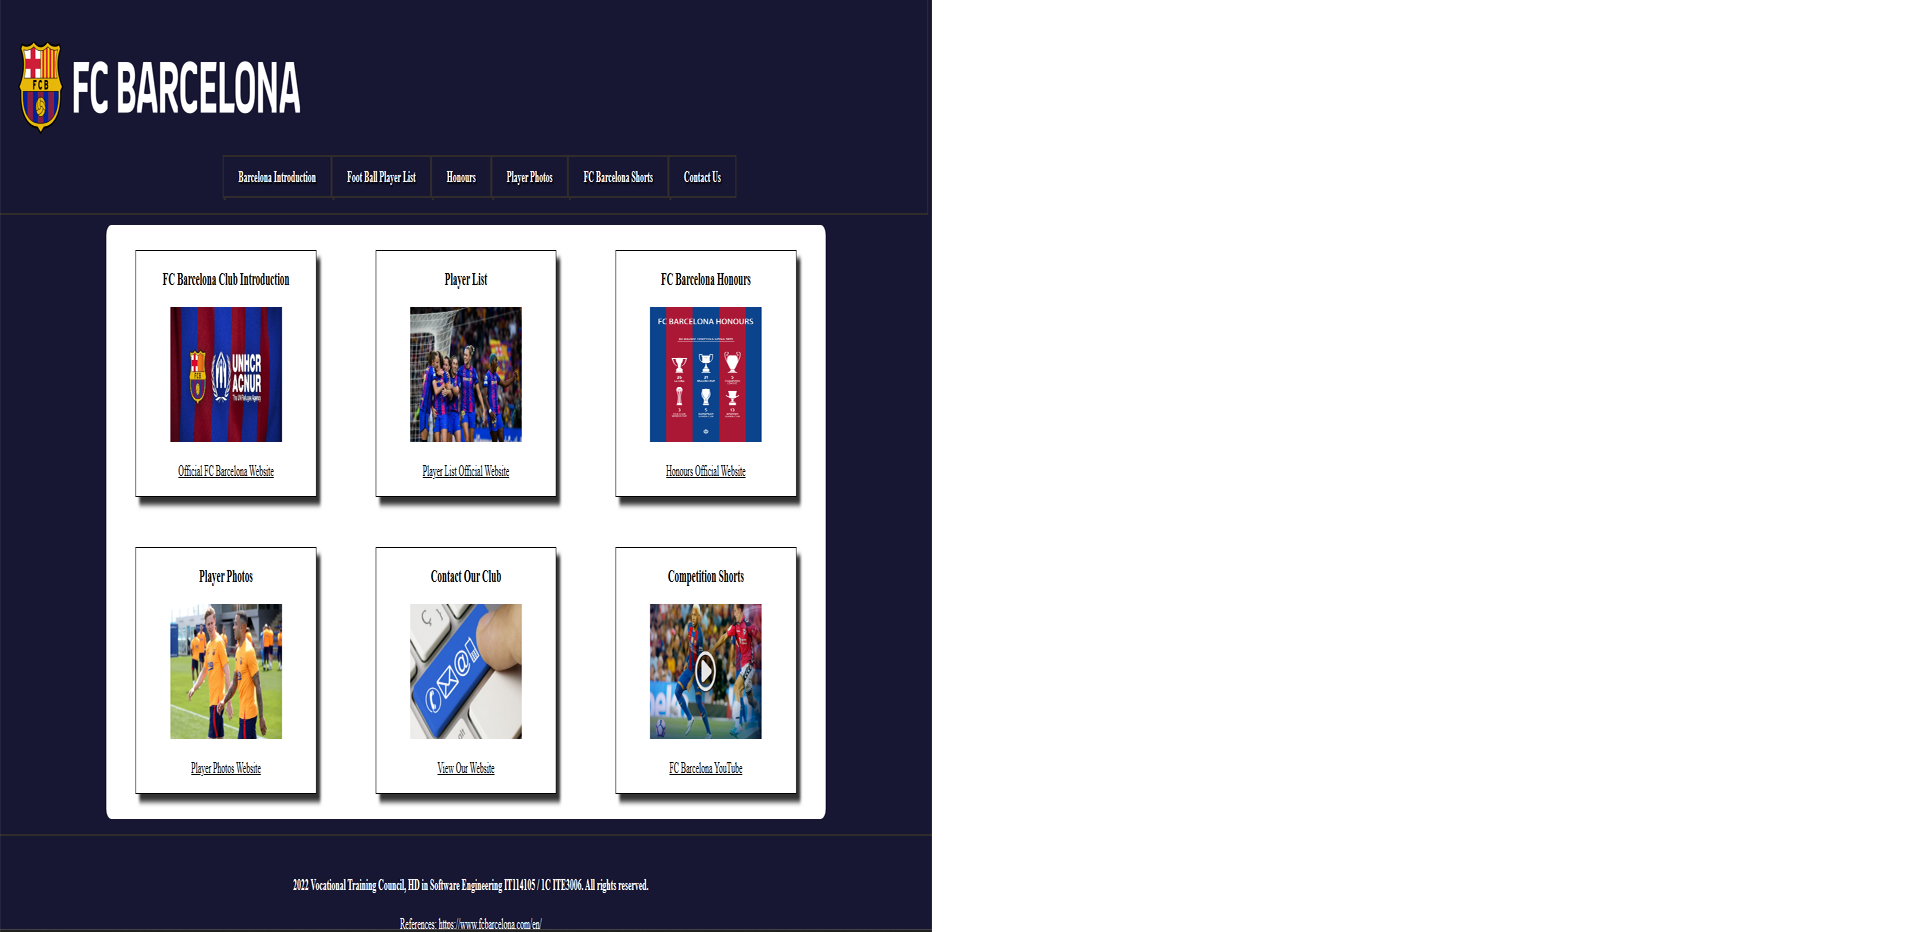 FCB
FC BARCELONA
Barcelona Introduction
Foot Ball Player List
Honours
Player Photos
FC Barcelona Shorts
Contact Us
FC Barcelona Club Introduction
Player List
FC Barcelona Honours
UNHCR
ACNUR
The UN Refugee Agency
FC BARCELONA HONOURS
Official FC Barcelona Website
Player List Official Website
Honours Official Website
Player Photos
Contact Our Club
Competition Shorts
Player Photos Website
View Our Website
FC Barcelona YouTube
2022 Vocational Training Council, HD in Software Engineering IT114105 / 1C ITE3006. All rights reserved.
References: https://www.fcbarcelona.com/en/